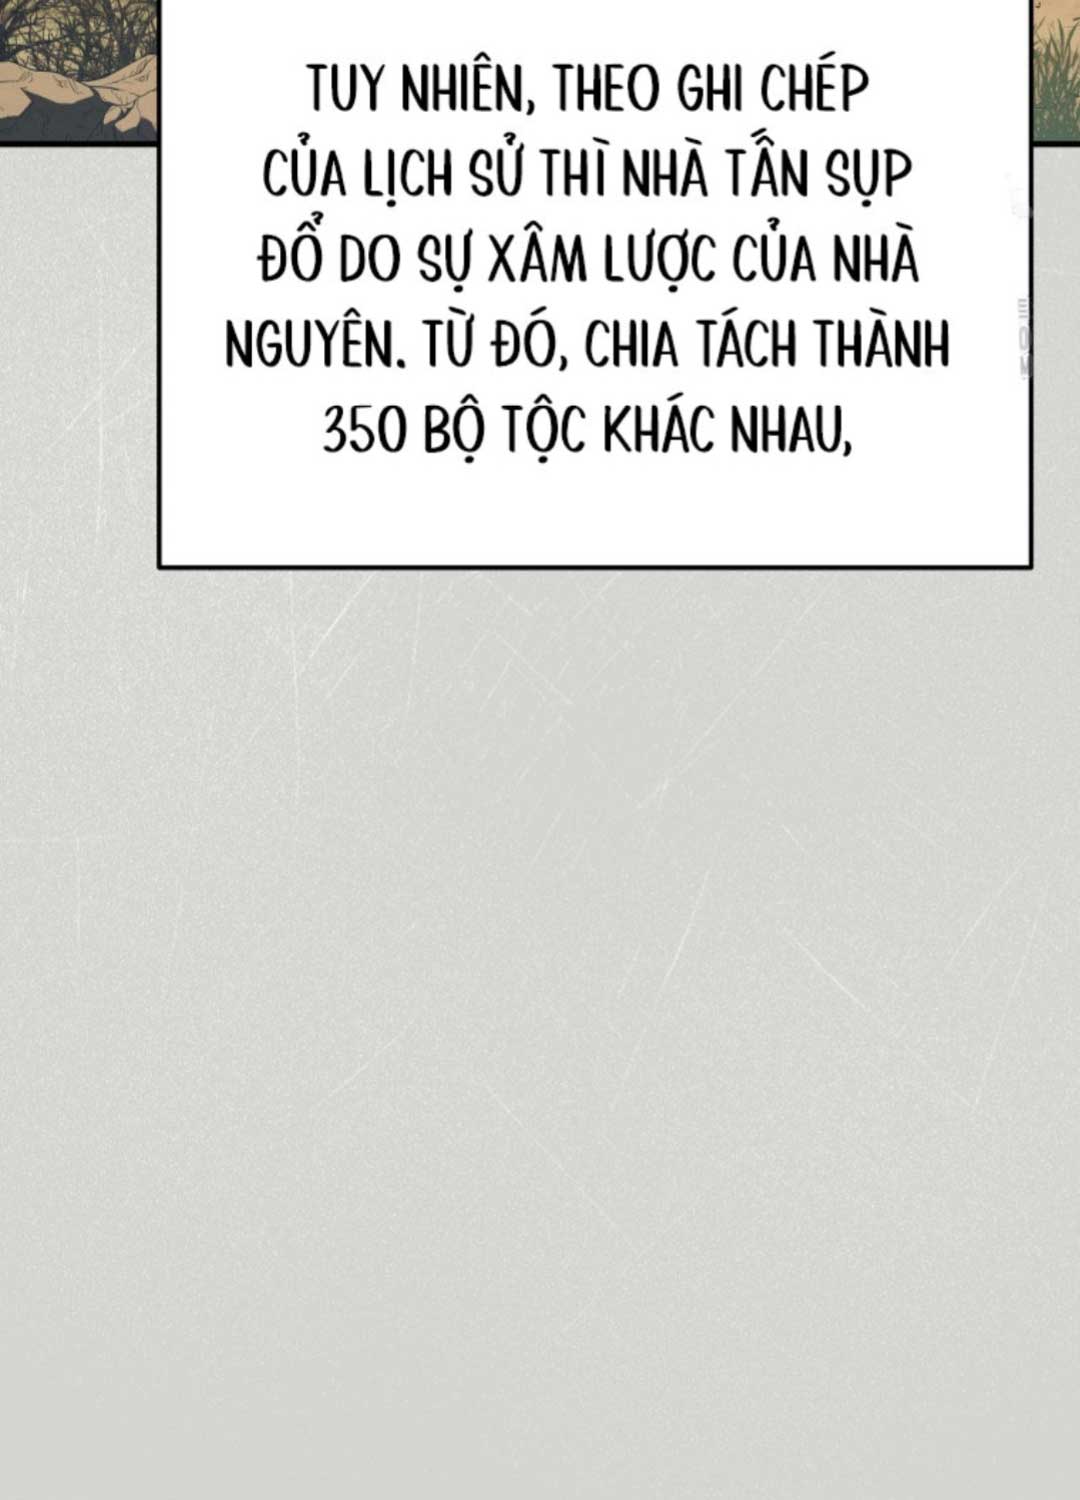 TUY NHIÊN, THEO GHI CHÉP
CỦA LỊCH SỬ THÌ NHÀ TẤN SỤP
ĐỔ DO SỰ XÂM LƯỢC CỦA NHÀ
NGUYÊN. TỪ ĐÓ, CHIA TÁCH THÀNH
350 BỘ TỘC KHÁC NHAU,